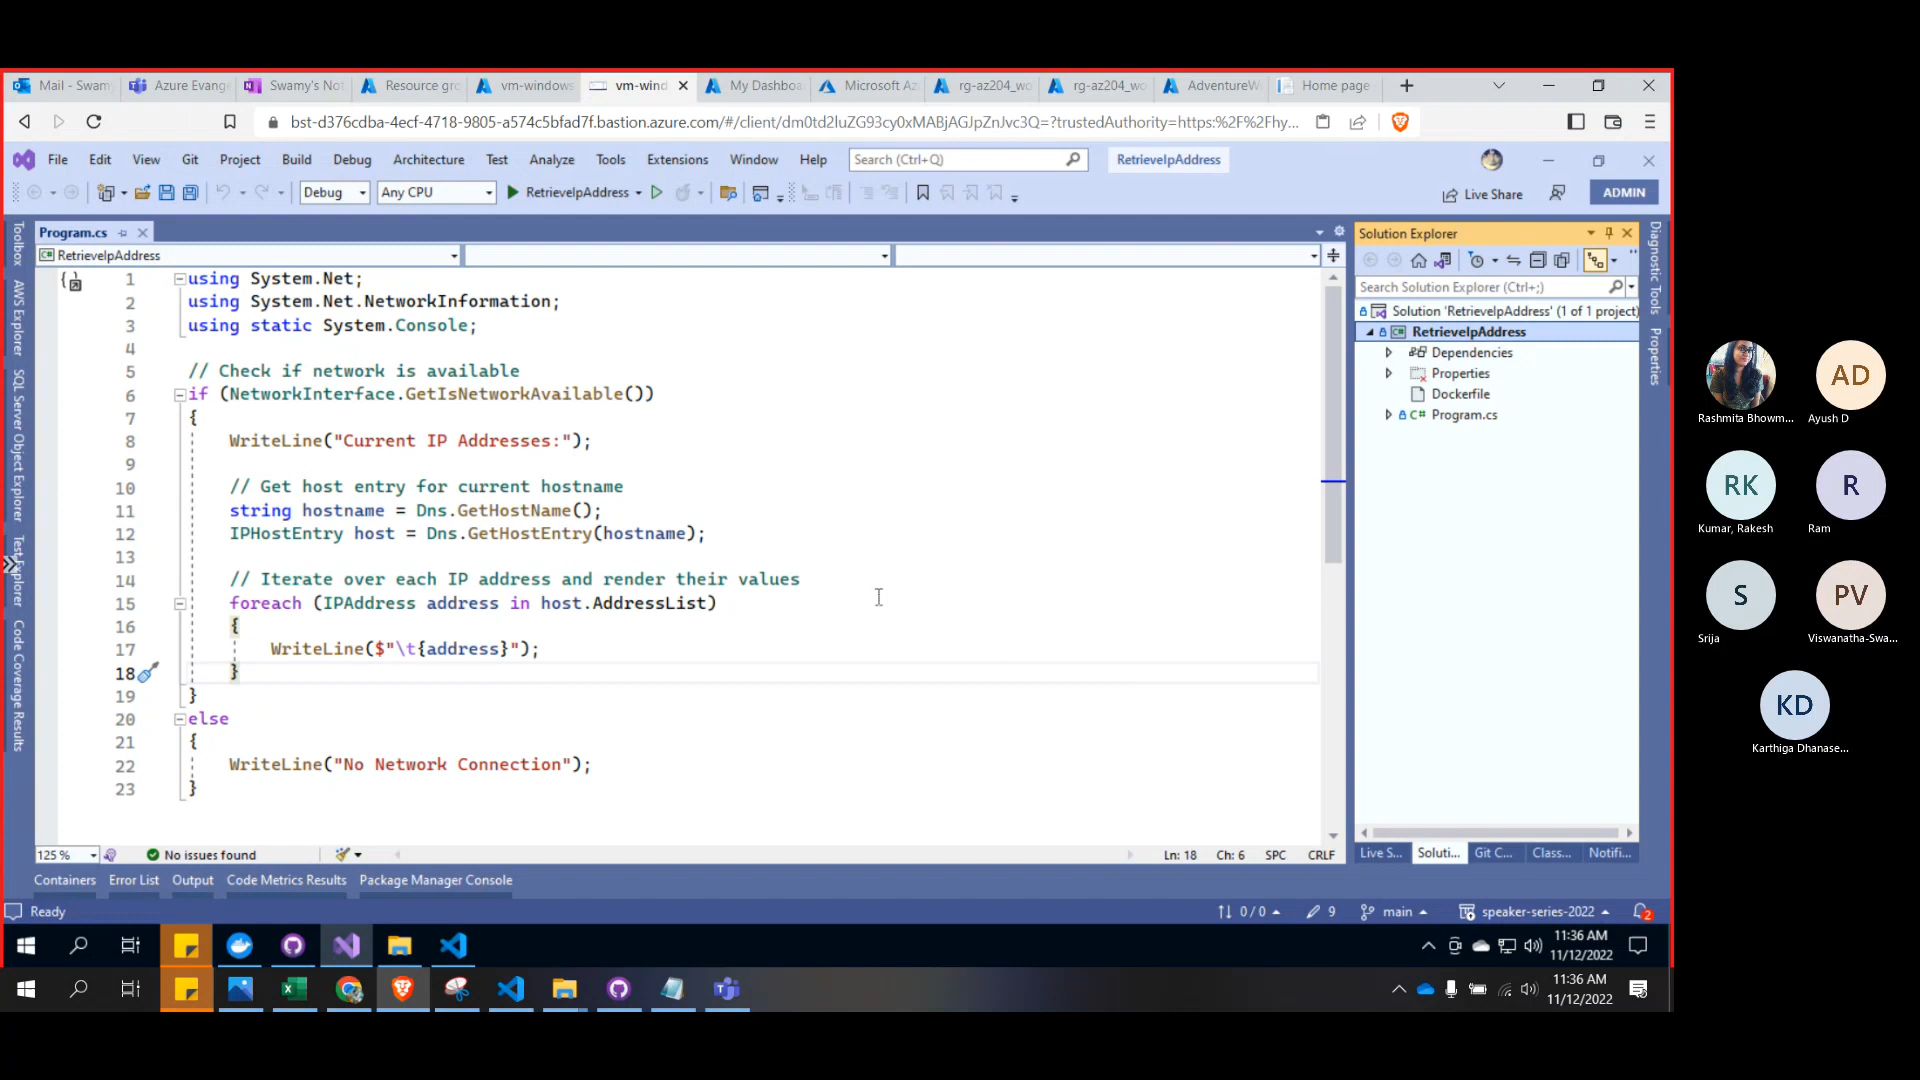 Mail - Swamy Azure Evang Swamy's Not Resource gro vm-windows vm-wind My Dashboa Microsoft Az rg-az204_wo rg-az204_wo AdventureW Home page
bst-d376cdba-4ecf-4718-9805-a574c5bfad7f.bastion.azure.com/#/client/dm0td2luZG93cy0xMABjAGJpZnJvc3Q=?trustedAuthority=https:%2F%2Fhy...
File Edit View Git Project Build Debug Architecture Test Analyze Tools Extensions Window Help Search (Ctrl+Q) RetrieveIpAddress
Debug Any CPU RetrieveIpAddress Live Share ADMIN
Program.cs
RetrieveIpAddress
1 using System.Net;
2 using System.Net.NetworkInformation;
3 using static System.Console;
4
5 // Check if network is available
6 if (NetworkInterface.GetIsNetworkAvailable())
7 {
8 WriteLine("Current IP Addresses:");
9
10 // Get host entry for current hostname
11 string hostname = Dns.GetHostName();
12 IPHostEntry host = Dns.GetHostEntry(hostname);
13
14 // Iterate over each IP address and render their values
15 foreach (IPAddress address in host.AddressList)
16 {
17 WriteLine($"\t{address}");
18 }
19 }
20 else
21 {
22 WriteLine("No Network Connection");
23 }
125 % No issues found Ln: 18 Ch: 6 SPC CRLF
Containers Error List Output Code Metrics Results Package Manager Console
Toolbox
AWS Explorer
SQL Server Object Explorer
Test Explorer
Code Coverage Results
Solution Explorer
Search Solution Explorer (Ctrl+;)
Solution 'RetrieveIpAddress' (1 of 1 project)
RetrieveIpAddress
Dependencies
Properties
Dockerfile
C# Program.cs
Live S... Soluti... Git C... Class... Notifi...
Diagnostic Tools
Properties
Ready 0 / 0 9 main speaker-series-2022 2
11:36 AM
11/12/2022
11:36 AM
11/12/2022
AD
Rashmita Bhowm... Ayush D
RK R
Kumar, Rakesh Ram
S PV
Srija Viswanatha-Swa...
KD
Karthiga Dhanase...